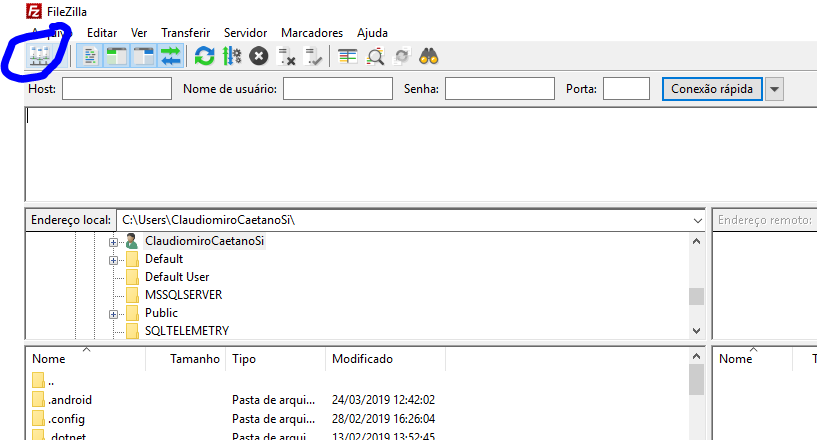 FileZilla
Arquivo Editar Ver Transferir Servidor Marcadores Ajuda
Host: Nome de usuário: Senha: Porta: Conexão rápida
Endereço local: C:\Users\ClaudiomiroCaetanoSi\ Endereço remoto:
ClaudiomiroCaetanoSi
Default
Default User
MSSQLSERVER
Public
SQLTELEMETRY
Nome Tamanho Tipo Modificado Nome T
..
.android Pasta de arqui... 24/03/2019 12:42:02
.config Pasta de arqui... 28/02/2019 16:26:04
.dotnet Pasta de arqui... 13/02/2019 13:52:45